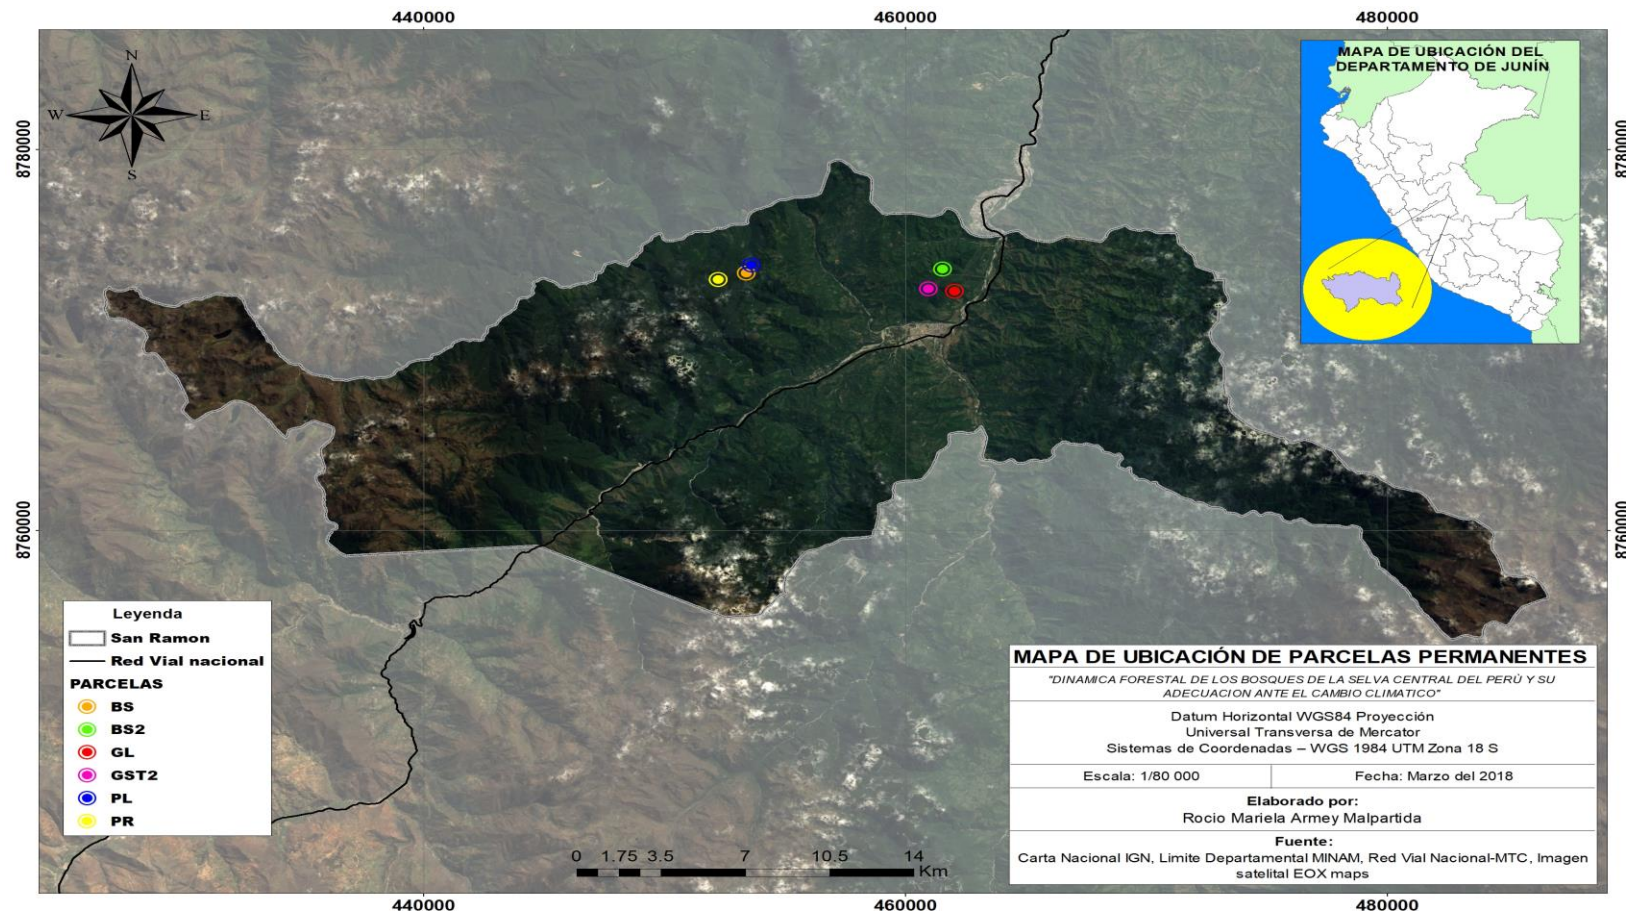 440000
460000
480000
8780000
8780000
8760000
8760000
N
W
E
S
MAPA DE UBICACIÓN DEL
DEPARTAMENTO DE JUNÍN
Leyenda
San Ramon
Red Vial nacional
PARCELAS
BS
BS2
GL
GST2
PL
PR
0 1.75 3.5 7 10.5 14
Km
MAPA DE UBICACIÓN DE PARCELAS PERMANENTES
"DINAMICA FORESTAL DE LOS BOSQUES DE LA SELVA CENTRAL DEL PERÚ Y SU
ADECUACION ANTE EL CAMBIO CLIMATICO"
Datum Horizontal WGS84 Proyección
Universal Transversa de Mercator
Sistemas de Coordenadas – WGS 1984 UTM Zona 18 S
Escala: 1/80 000
Fecha: Marzo del 2018
Elaborado por:
Rocio Mariela Armey Malpartida
Fuente:
Carta Nacional IGN, Limite Departamental MINAM, Red Vial Nacional-MTC, Imagen
satelital EOX maps
440000
460000
480000